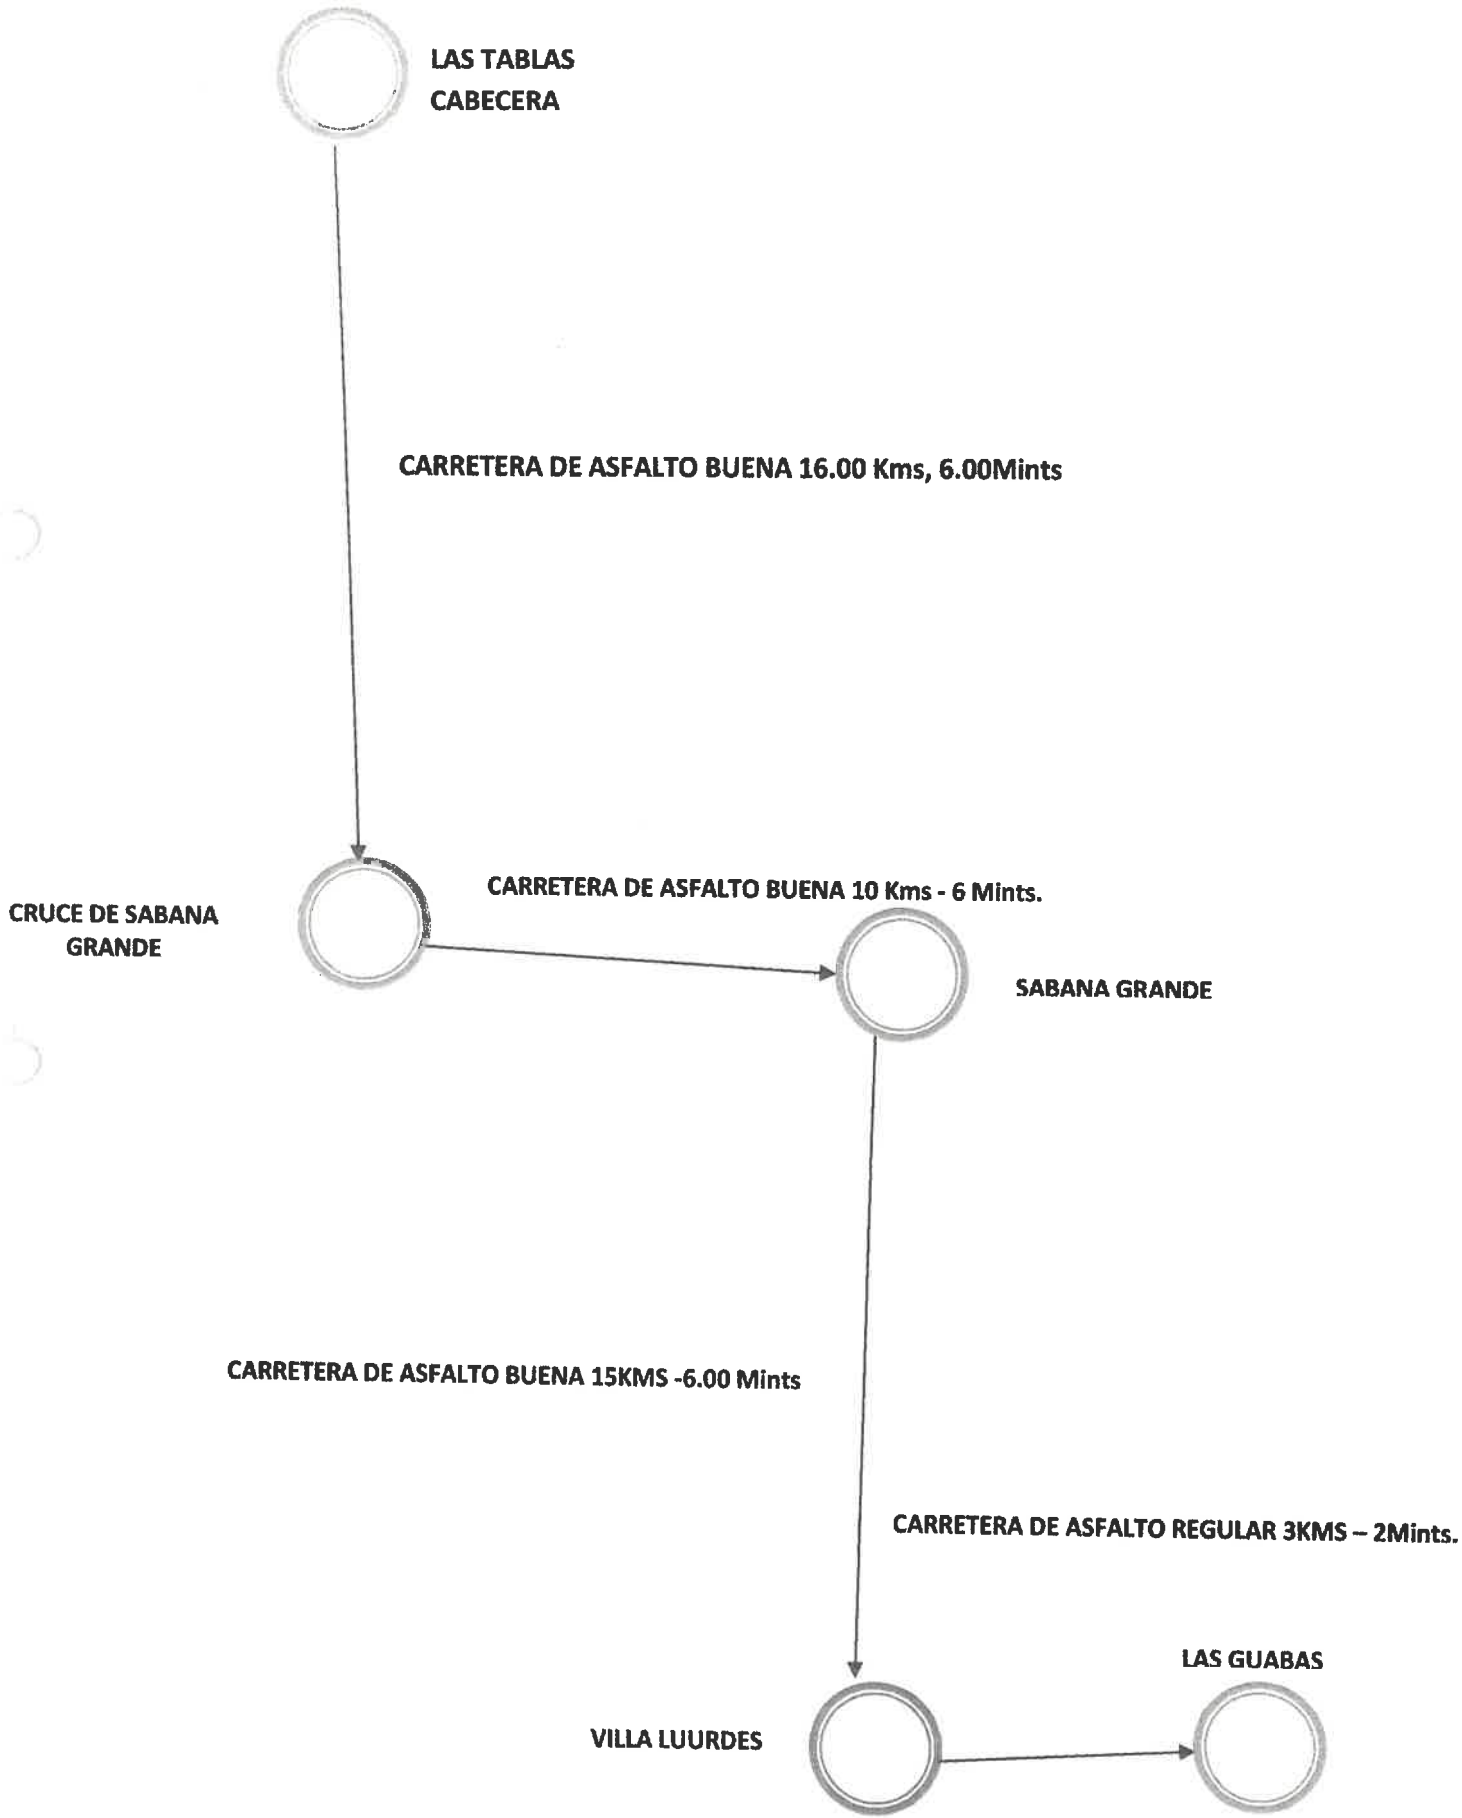 LAS TABLAS
CABECERA
CARRETERA DE ASFALTO BUENA 16.00 Kms, 6.00Mints
CARRETERA DE ASFALTO BUENA 10 Kms - 6 Mints.
CRUCE DE SABANA
GRANDE
SABANA GRANDE
CARRETERA DE ASFALTO BUENA 15KMS -6.00 Mints
CARRETERA DE ASFALTO REGULAR 3KMS – 2Mints.
LAS GUABAS
VILLA LUURDES